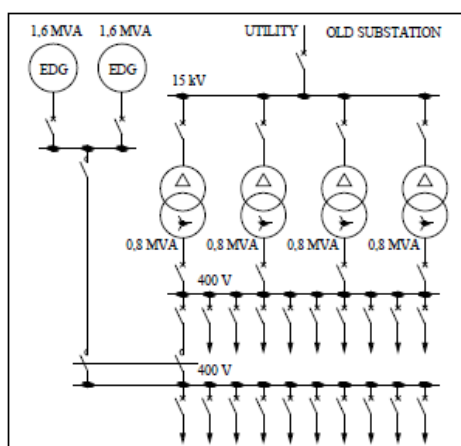 1,6 MVA 1,6 MVA UTILITY OLD SUBSTATION
EDG EDG
15 kV
0,8 MVA 0,8 MVA 0,8 MVA 0,8 MVA
400 V
400 V